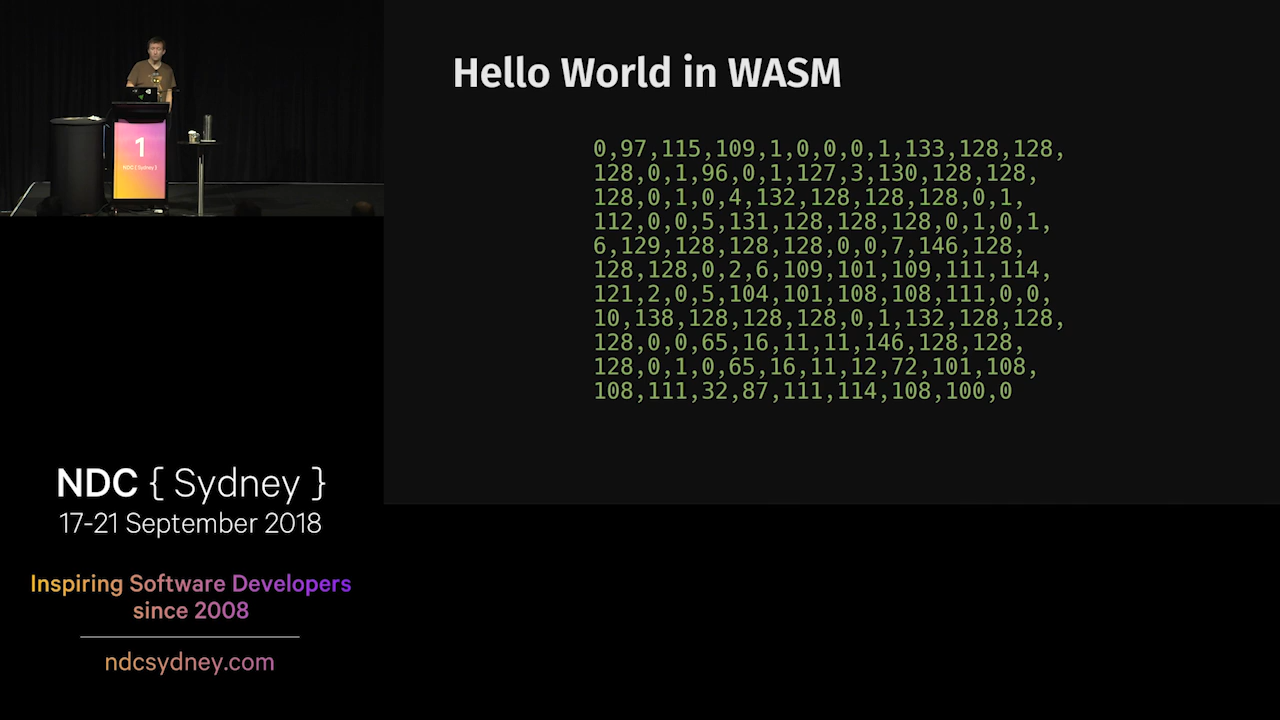 Hello World in WASM
0,97,115,109,1,0,0,0,1,133,128,128,
128,0,1,96,0,1,127,3,130,128,128,
128,0,1,0,4,132,128,128,128,0,1,
112,0,0,5,131,128,128,128,0,1,0,1,
6,129,128,128,128,0,0,7,146,128,
128,128,0,2,6,109,101,109,111,114,
121,2,0,5,104,101,108,108,111,0,0,
10,138,128,128,128,0,1,132,128,128,
128,0,0,65,16,11,11,146,128,128,
128,0,1,0,65,16,11,12,72,101,108,
108,111,32,87,111,114,108,100,0
1
NDC { Sydney }
NDC { Sydney }
17-21 September 2018
Inspiring Software Developers
since 2008
ndcsydney.com